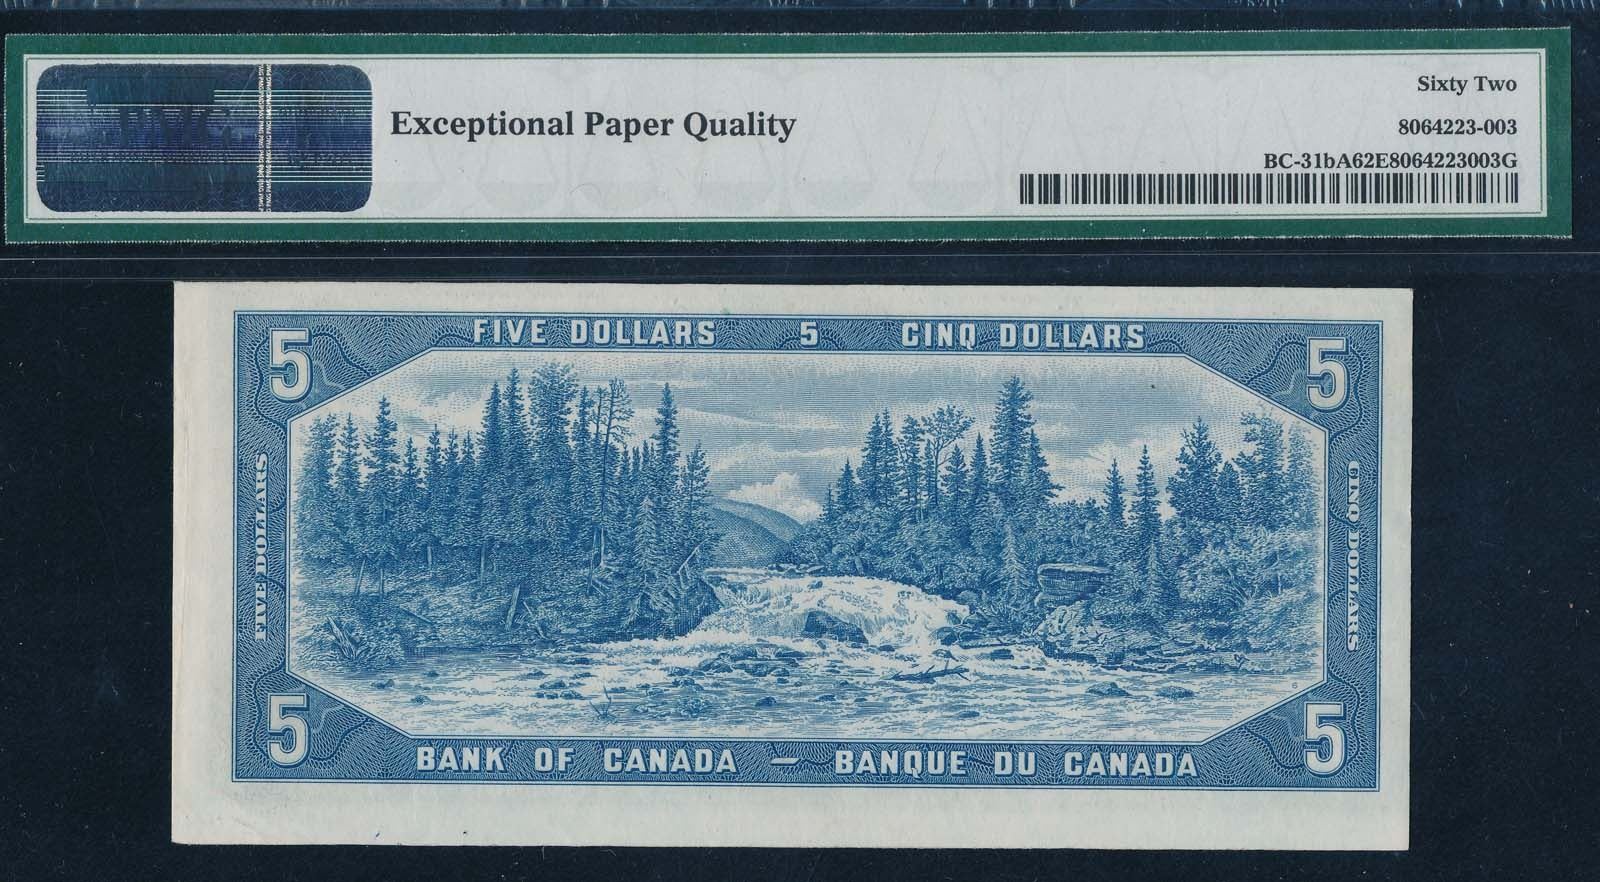 Exceptional Paper Quality
Sixty Two
8064223-003
BC-31bA62E8064223003G
FIVE DOLLARS 5 CINQ DOLLARS
5
5
FIVE DOLLARS
CINQ DOLLARS
5
5
BANK OF CANADA — BANQUE DU CANADA